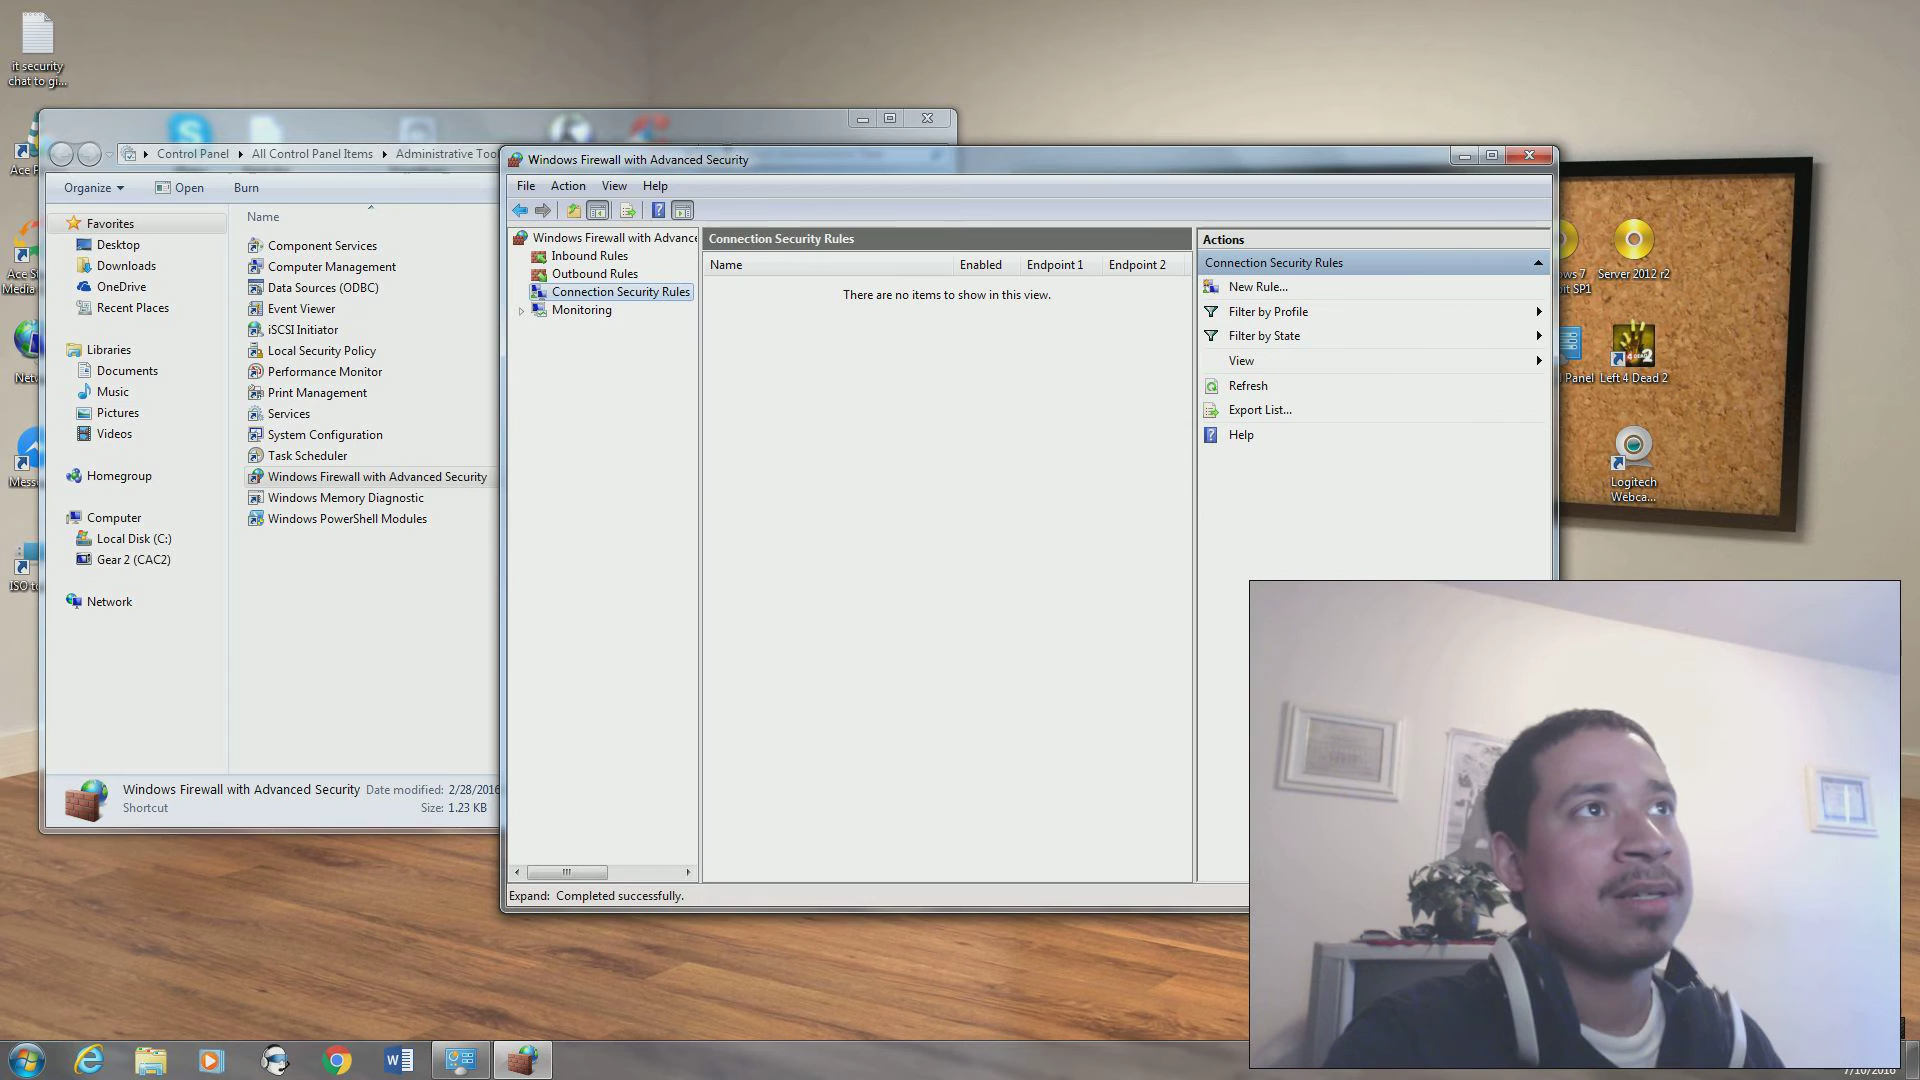 it security
chat to gi...
Control Panel
All Control Panel Items
Organize
Open
Burn
Name
Favorites
Desktop
Downloads
OneDrive
Recent Places
Libraries
Documents
Music
Pictures
Videos
Homegroup
Computer
Local Disk (C:)
Gear 2 (CAC2)
Network
Component Services
Computer Management
Data Sources (ODBC)
Event Viewer
iSCSI Initiator
Local Security Policy
Performance Monitor
Print Management
Services
System Configuration
Task Scheduler
Windows Firewall with Advanced Security
Windows Memory Diagnostic
Windows PowerShell Modules
Windows Firewall with Advanced Security Date modified: 2/28/2016
Shortcut Size: 1.23 KB
Windows Firewall with Advanced Security
File Action View Help
Windows Firewall with Advance
Inbound Rules
Outbound Rules
Connection Security Rules
Monitoring
Connection Security Rules
Name Enabled Endpoint 1 Endpoint 2
There are no items to show in this view.
Actions
Connection Security Rules
New Rule...
Filter by Profile
Filter by State
View
Refresh
Export List...
Help
Expand: Completed successfully.
Server 2012 r2
Panel
Left 4 Dead 2
Logitech
Webca...
7/10/2016